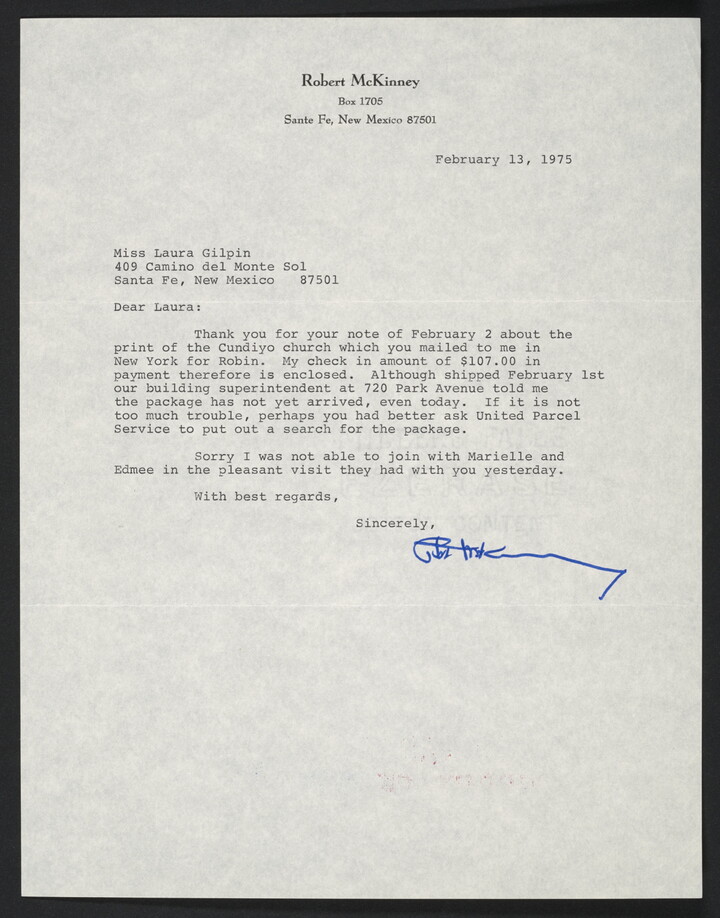 Robert McKinney
Box 1705
Sante Fe, New Mexico 87501
February 13, 1975
Miss Laura Gilpin
409 Camino del Monte Sol
Santa Fe, New Mexico 87501
Dear Laura:
Thank you for your note of February 2 about the
print of the Cundiyo church which you mailed to me in
New York for Robin. My check in amount of $107.00 in
payment therefore is enclosed. Although shipped February 1st
our building superintendent at 720 Park Avenue told me
the package has not yet arrived, even today. If it is not
too much trouble, perhaps you had better ask United Parcel
Service to put out a search for the package.
Sorry I was not able to join with Marielle and
Edmee in the pleasant visit they had with you yesterday.
With best regards,
Sincerely,